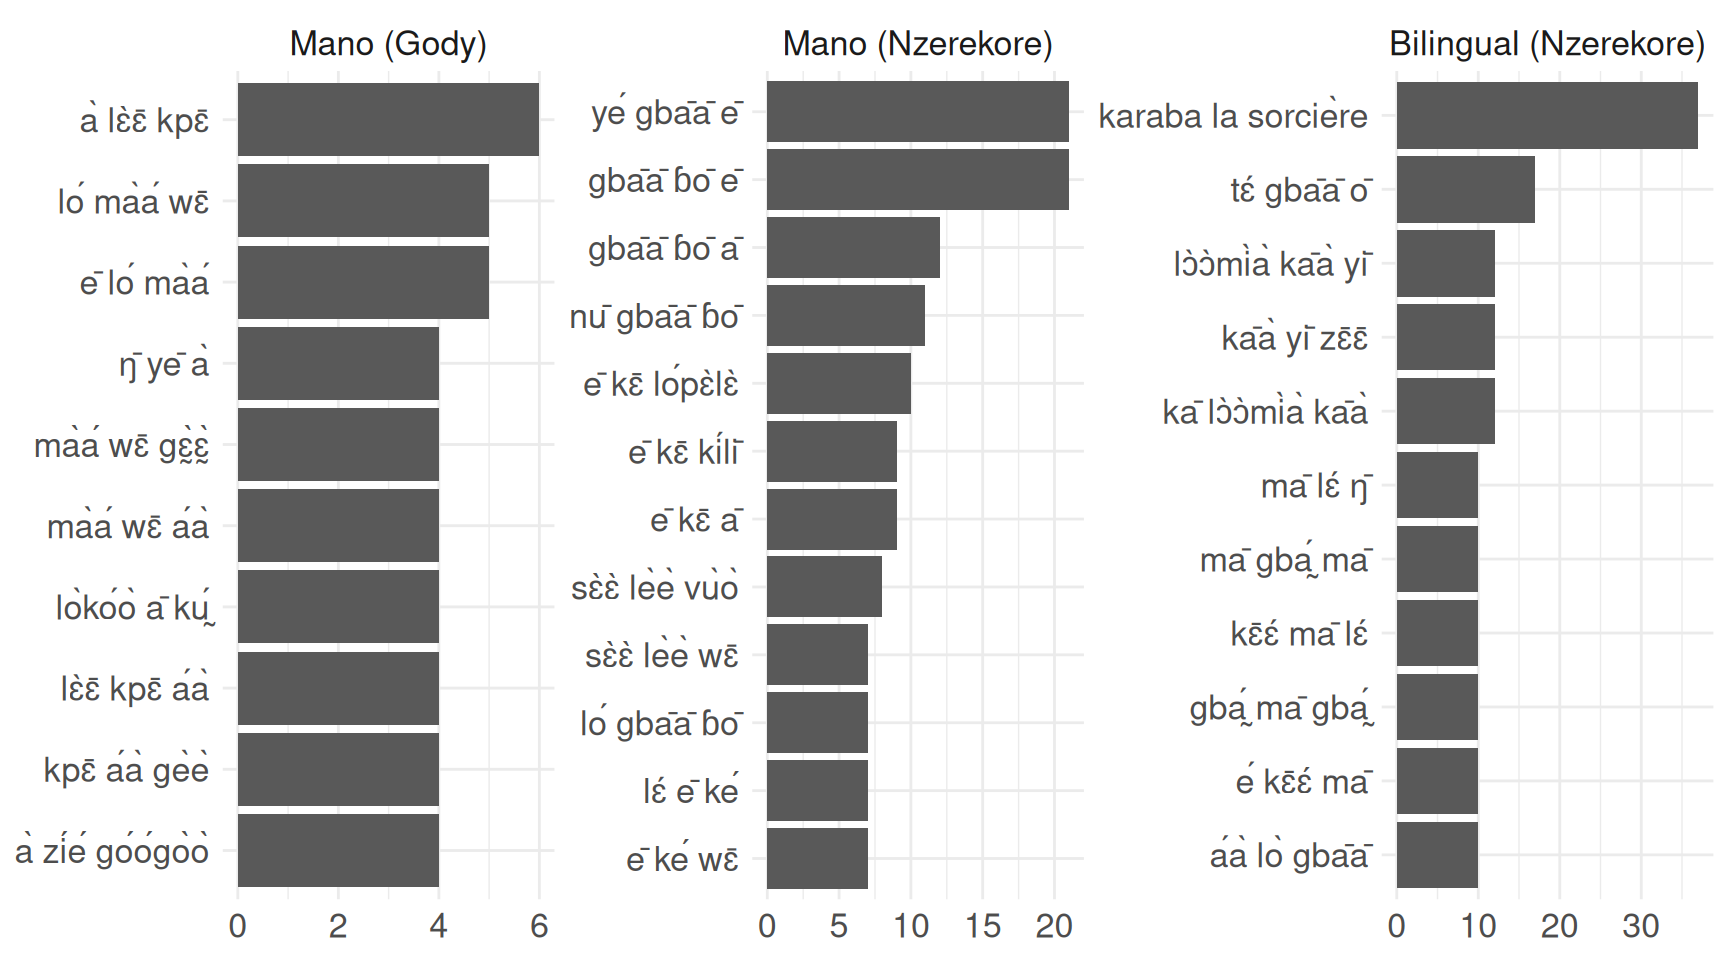 Mano (Gody)
à lɛ̀ɛ̄ kpɛ̄
ló màá wɛ̄
ē ló màá
ŋ̄ yē à
màá wɛ̄ gɛ̰̀ɛ̰̀
màá wɛ̄ áà
lòkóò ā kṵ́
lɛ̀ɛ̄ kpɛ̄ áà
kpɛ̄ áà gèè
à zíé góógòò
0 2 4 6
Mano (Nzerekore)
yé gbāā ē
gbāā ɓō ē
gbāā ɓō ā
nū gbāā ɓō
ē kɛ̄ lópɛ̀lɛ̀
ē kɛ̄ kílī
ē kɛ̄ ā
sɛ̀ɛ̀ lèè vùò
sɛ̀ɛ̀ lèè wɛ̄
ló gbāā ɓō
lɛ́ ē ké
ē ké wɛ̄
0 5 10 15 20
Bilingual (Nzerekore)
karaba la sorcière
tɛ́ gbāā ō
lɔ̀ɔ̀mìà kāà yī
kāà yī zɛ̄ɛ̄
kā lɔ̀ɔ̀mìà kāà
mā lɛ́ ŋ̄
mā gbá̰ mā
kɛ̄ɛ́ mā lɛ́
gbá̰ mā gbá̰
é kɛ̄ɛ́ mā
áà lò gbāā
0 10 20 30